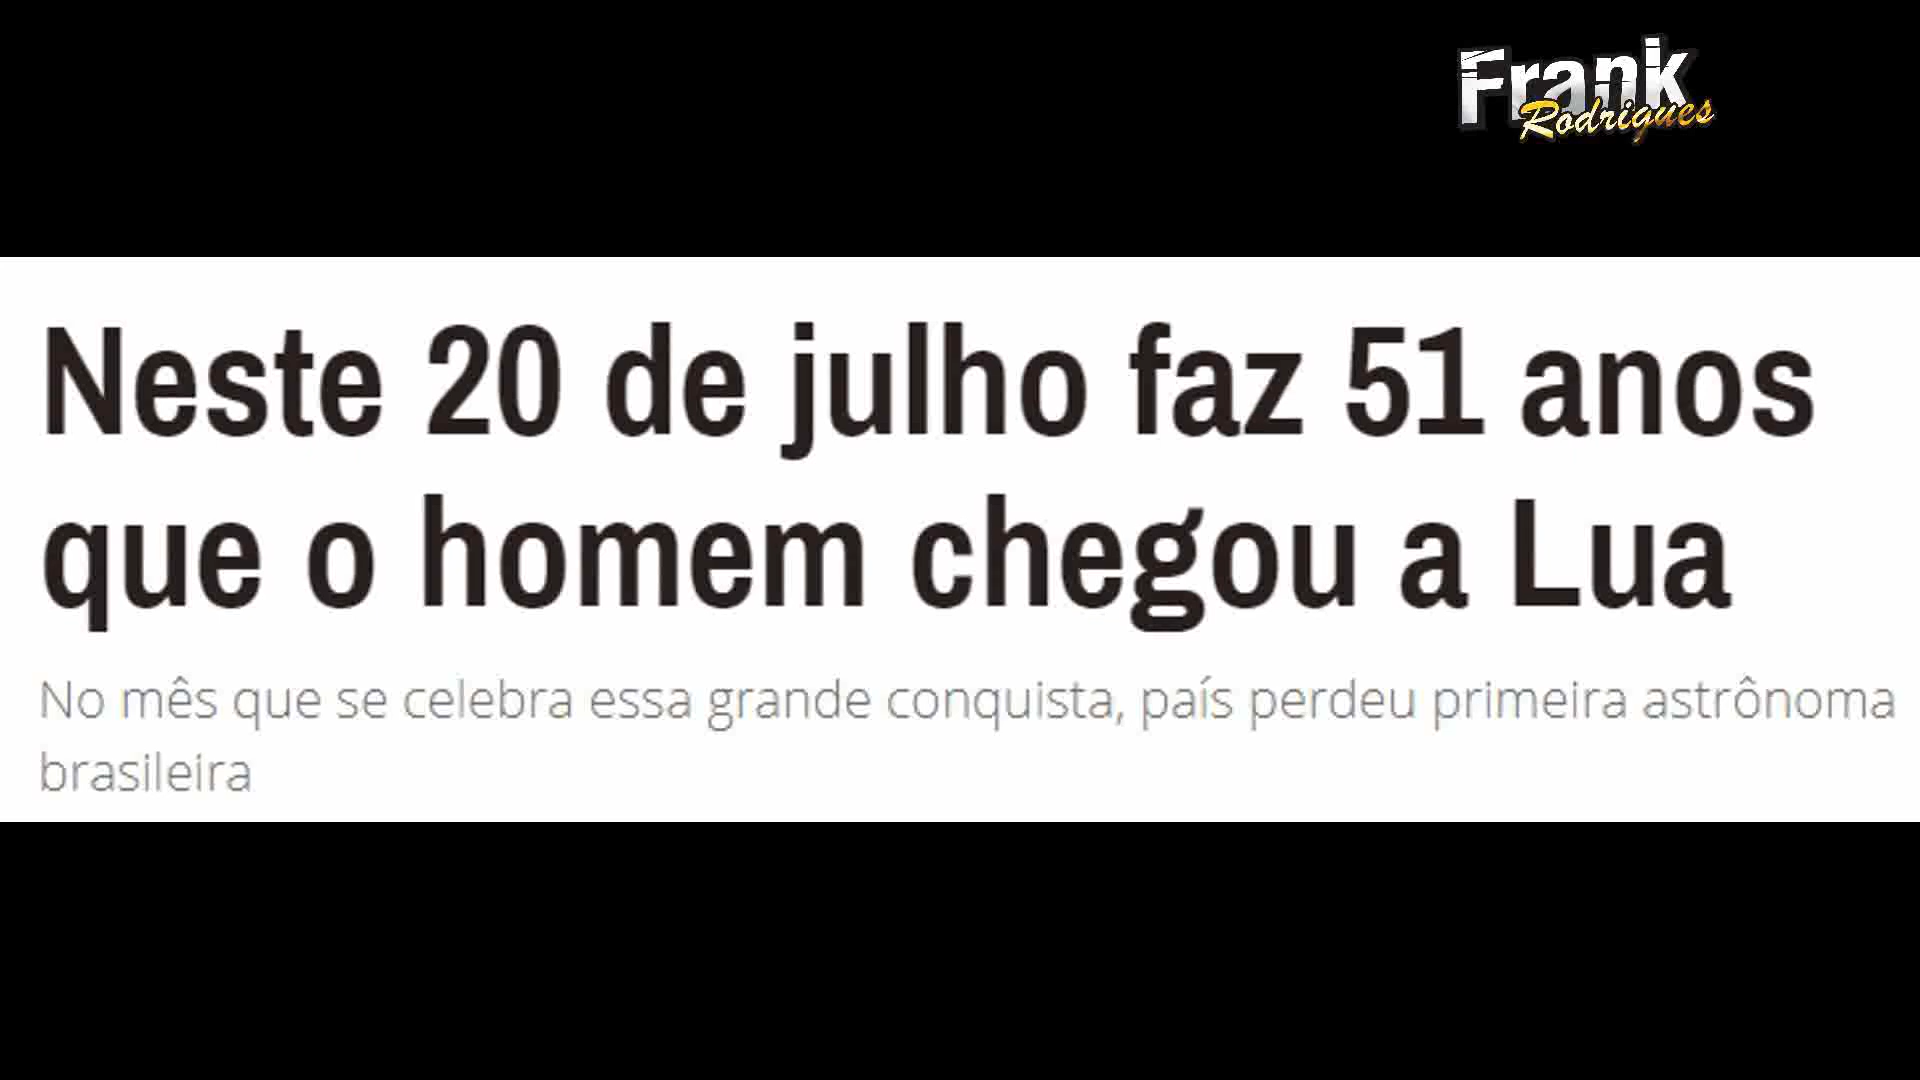 Frank
Rodrigues
Neste 20 de julho faz 51 anos
que o homem chegou a Lua
No mês que se celebra essa grande conquista, país perdeu primeira astrônoma
brasileira